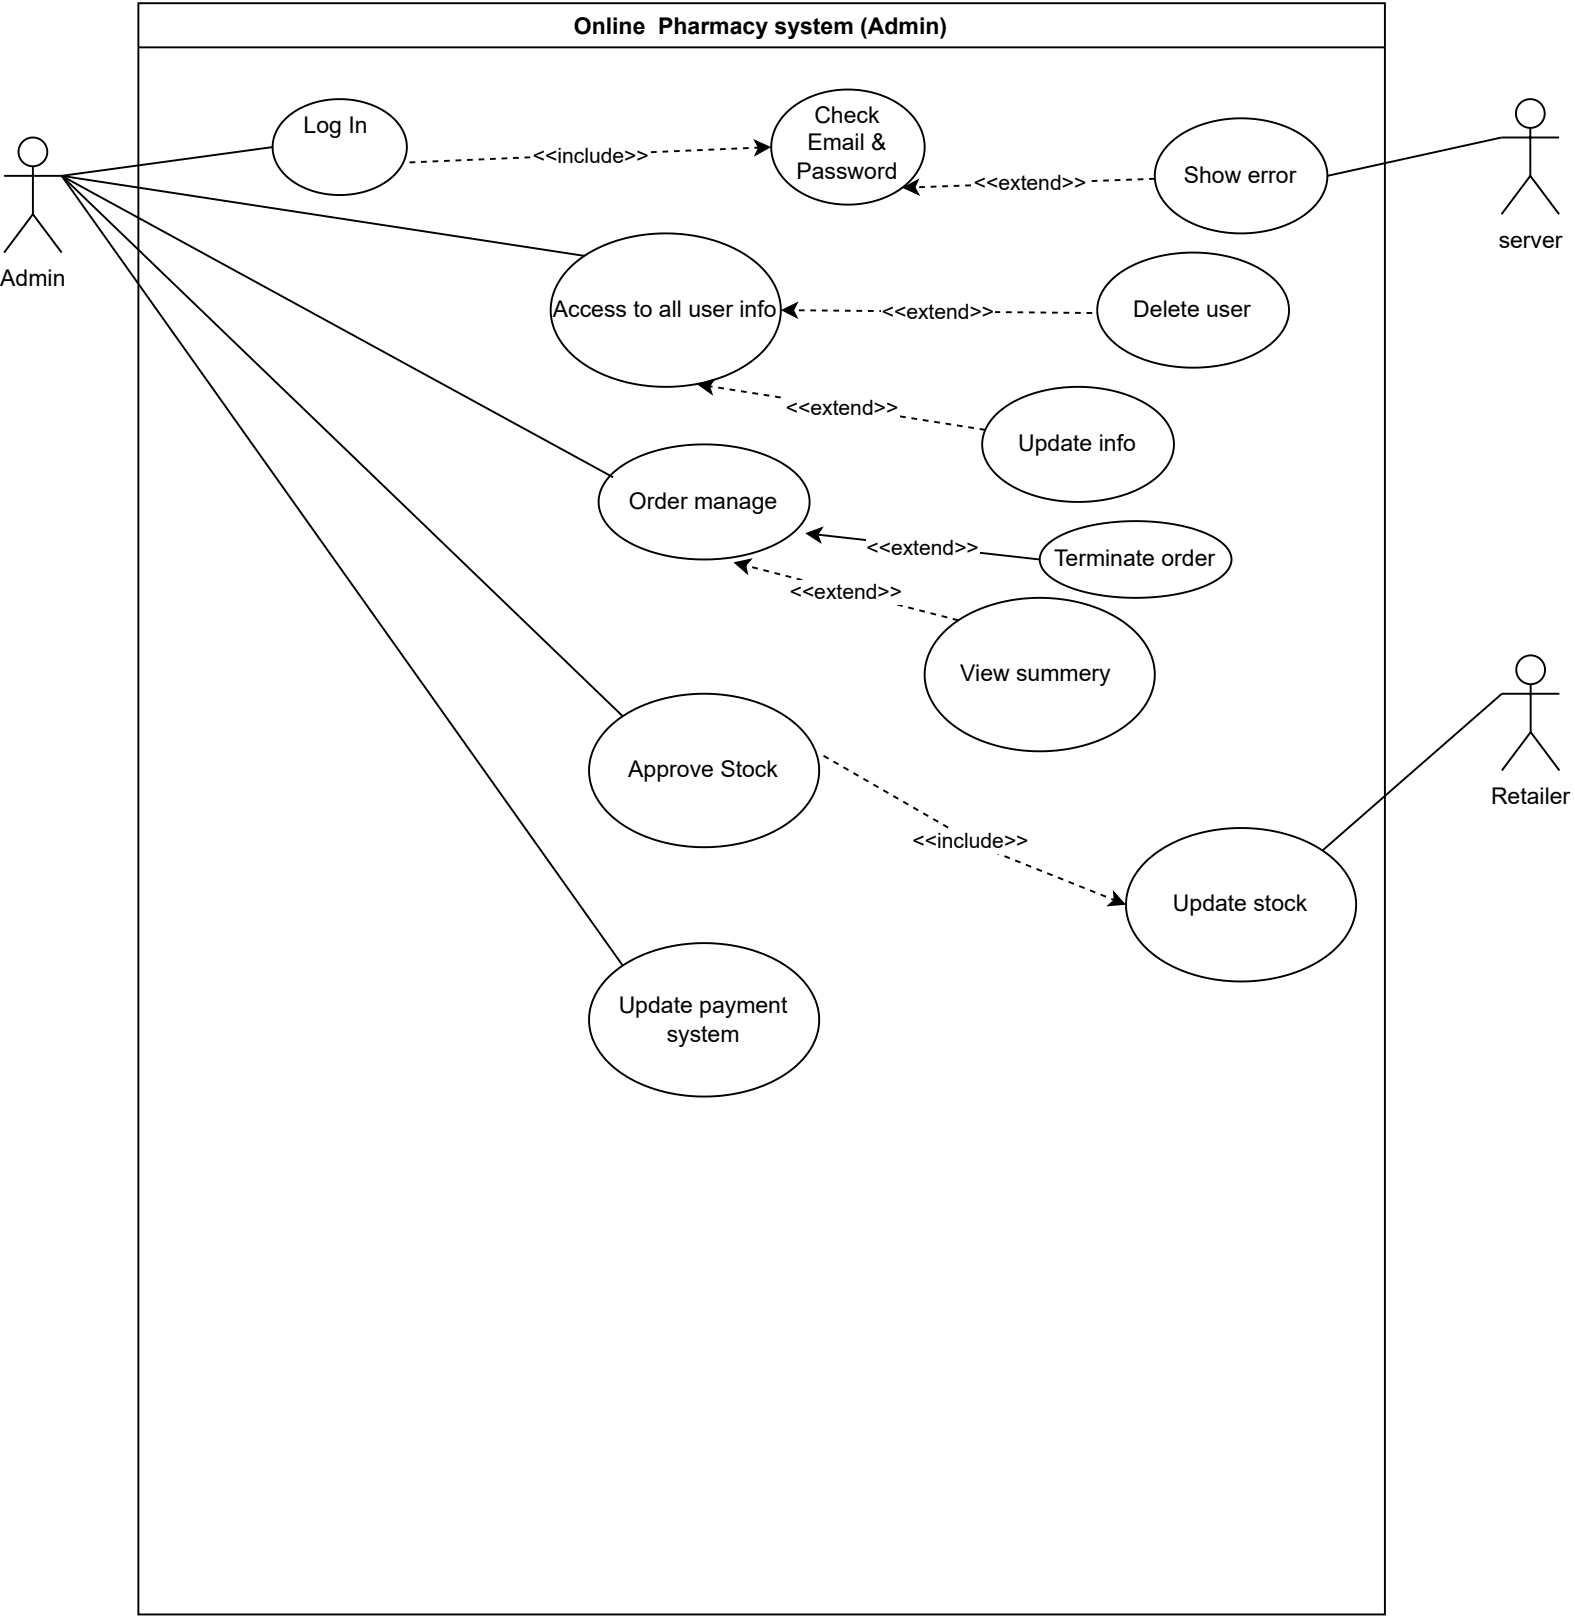 Online  Pharmacy system (Admin)
Log In
<<include>>
Check
Email &
Password
<<extend>>
Show error
server
Admin
Access to all user info
<<extend>>
Delete user
<<extend>>
Update info
Order manage
<<extend>>
Terminate order
<<extend>>
View summery
Approve Stock
<<include>>
Retailer
Update stock
Update payment
system